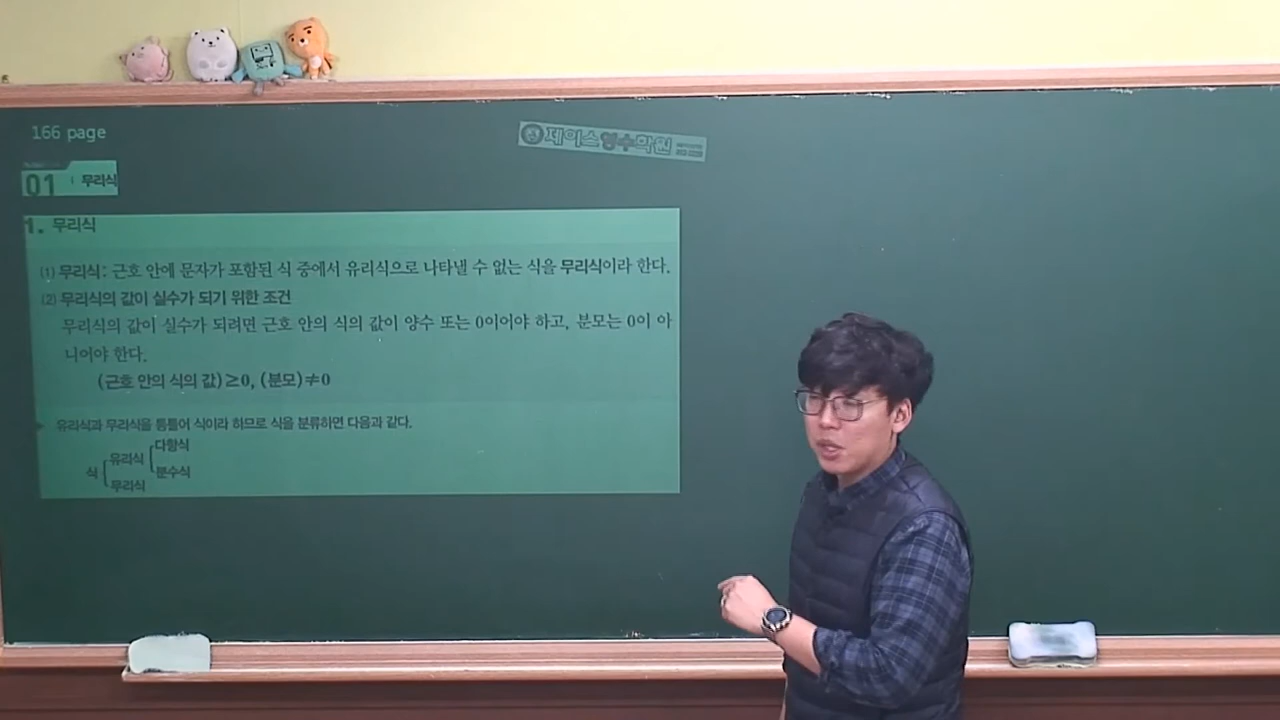 166 page
제이스영수학원
01 무리식
1. 무리식
(1) 무리식: 근호 안에 문자가 포함된 식 중에서 유리식으로 나타낼 수 없는 식을 무리식이라 한다.
(2) 무리식의 값이 실수가 되기 위한 조건
무리식의 값이 실수가 되려면 근호 안의 식의 값이 양수 또는 0이어야 하고, 분모는 0이 아
니어야 한다.
(근호 안의 식의 값)≥0, (분모)≠0
유리식과 무리식을 통틀어 식이라 하므로 식을 분류하면 다음과 같다.
다항식
유리식
식
분수식
무리식